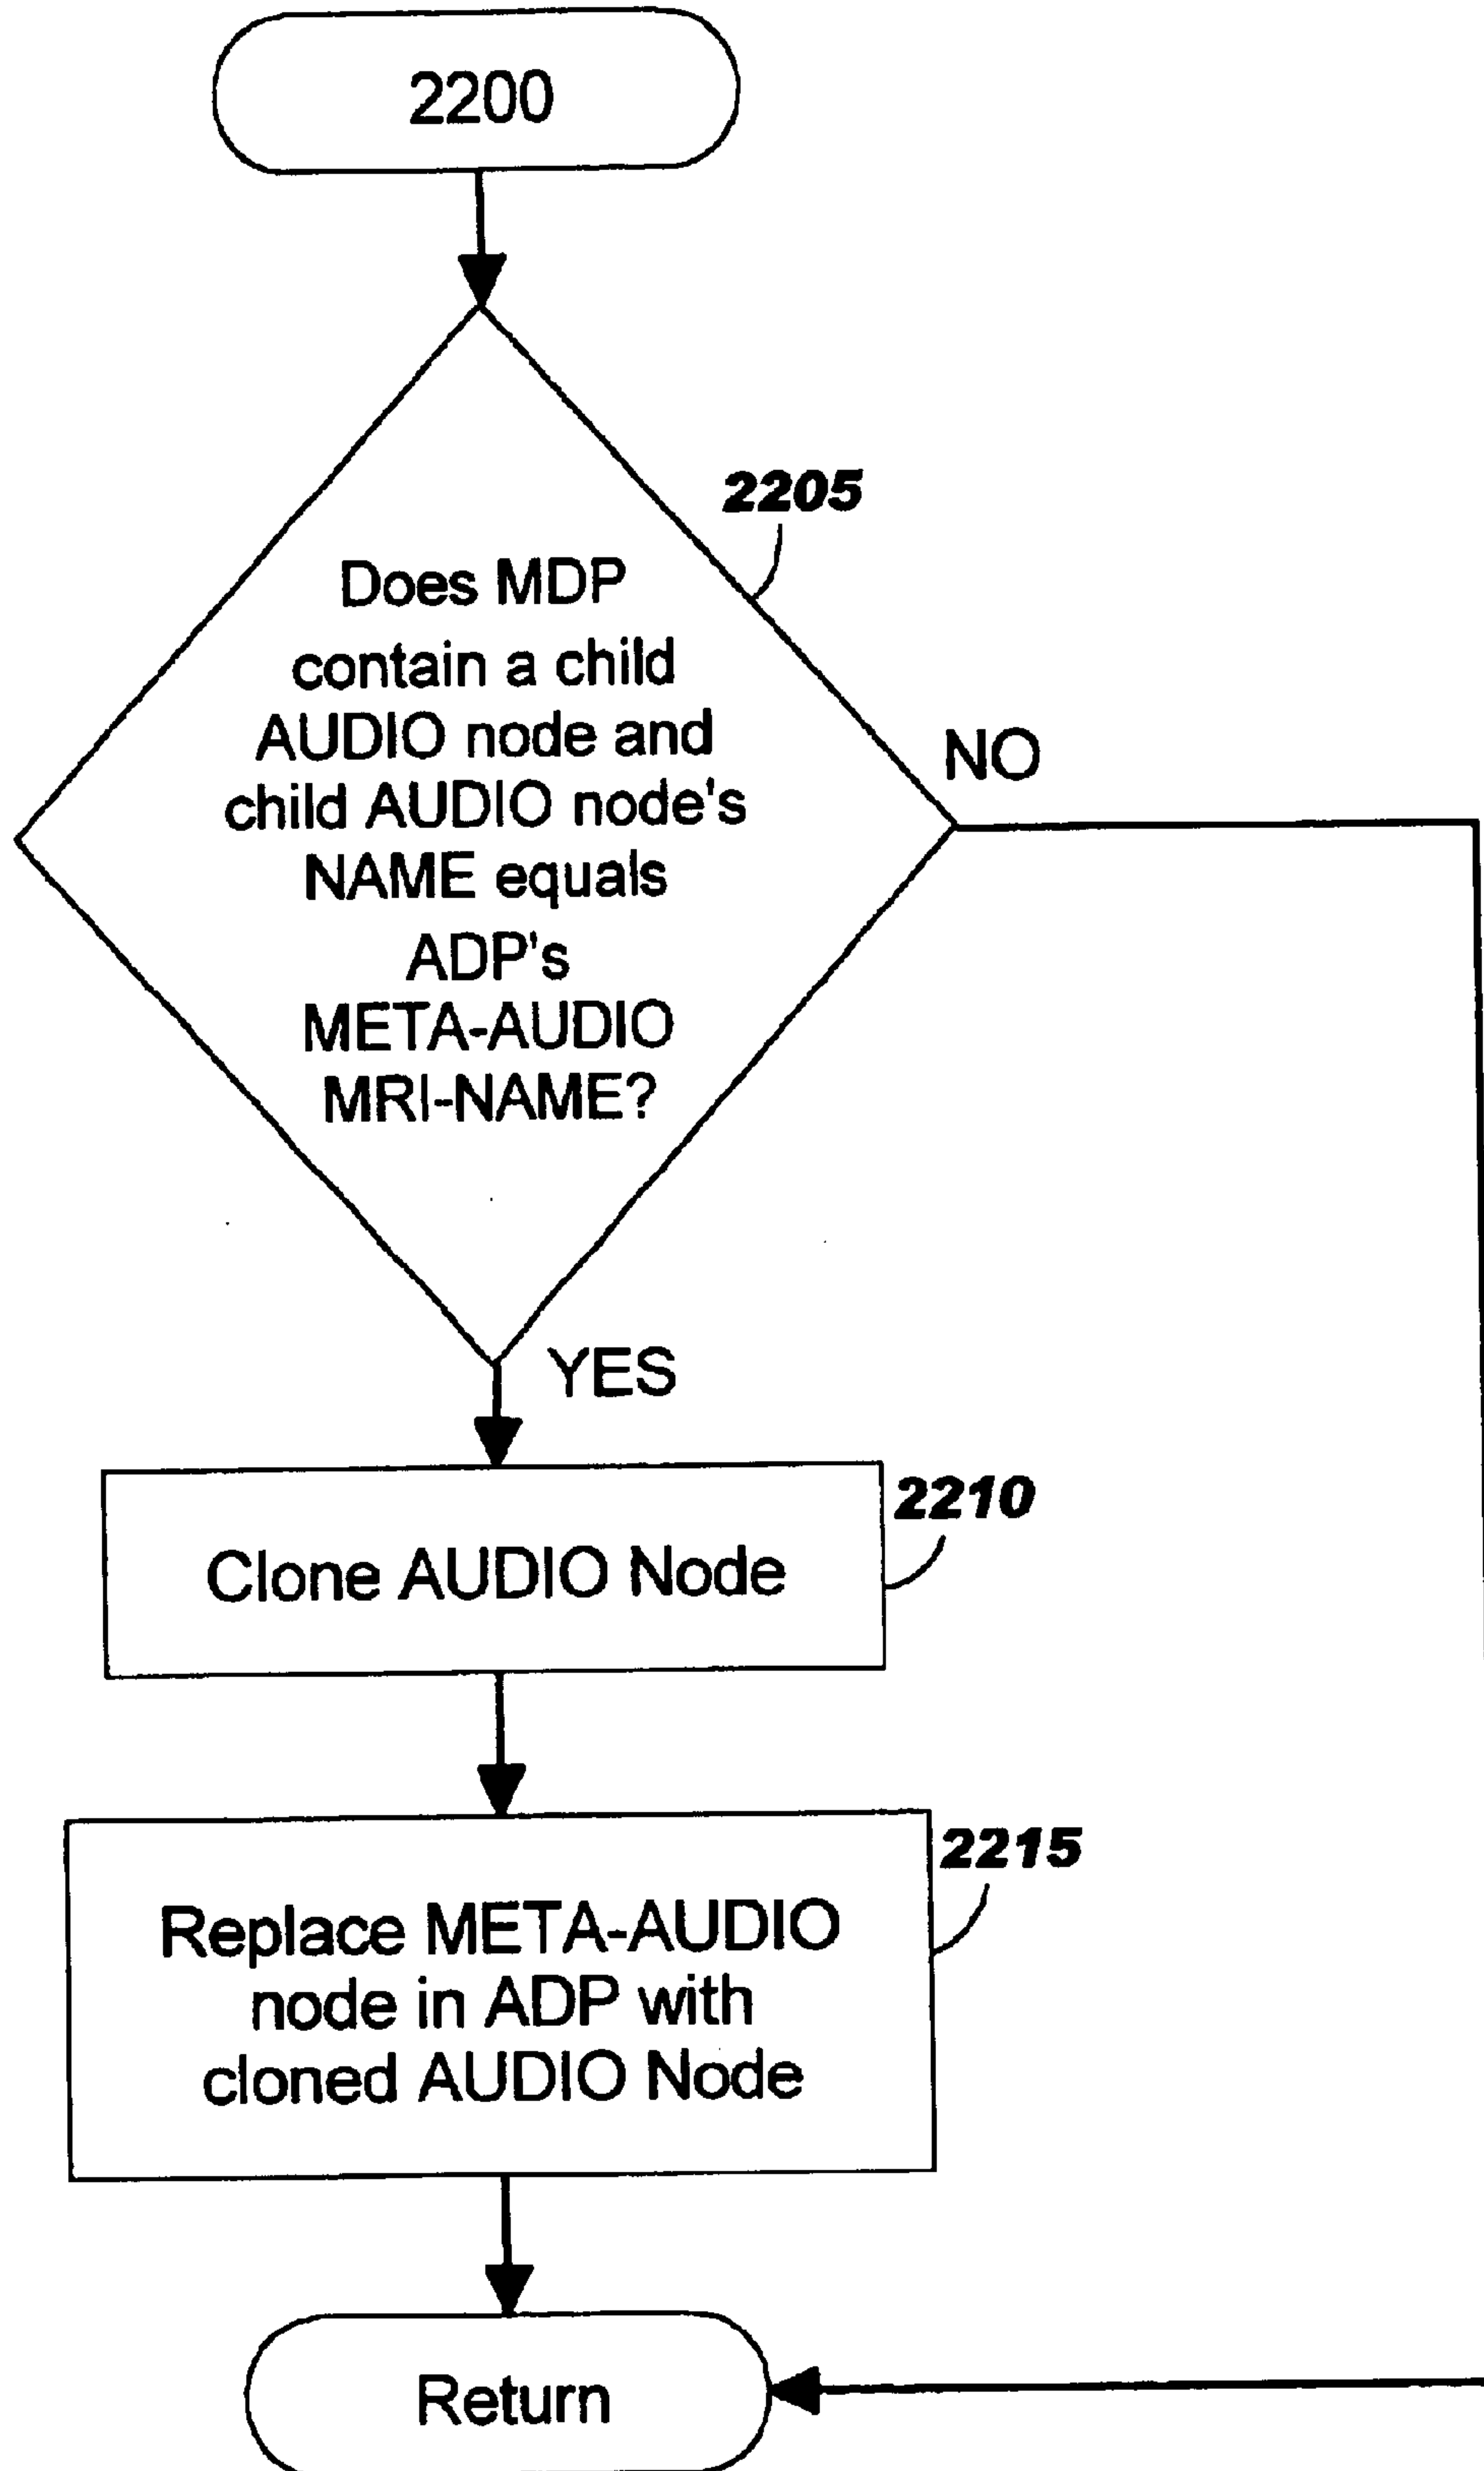 2200
2205
Does MDP
contain a child
AUDIO node and
child AUDIO node's
NAME equals
ADP's
META-AUDIO
MRI-NAME?
NO
YES
2210
Clone AUDIO Node
2215
Replace META-AUDIO
node in ADP with
cloned AUDIO Node
Return